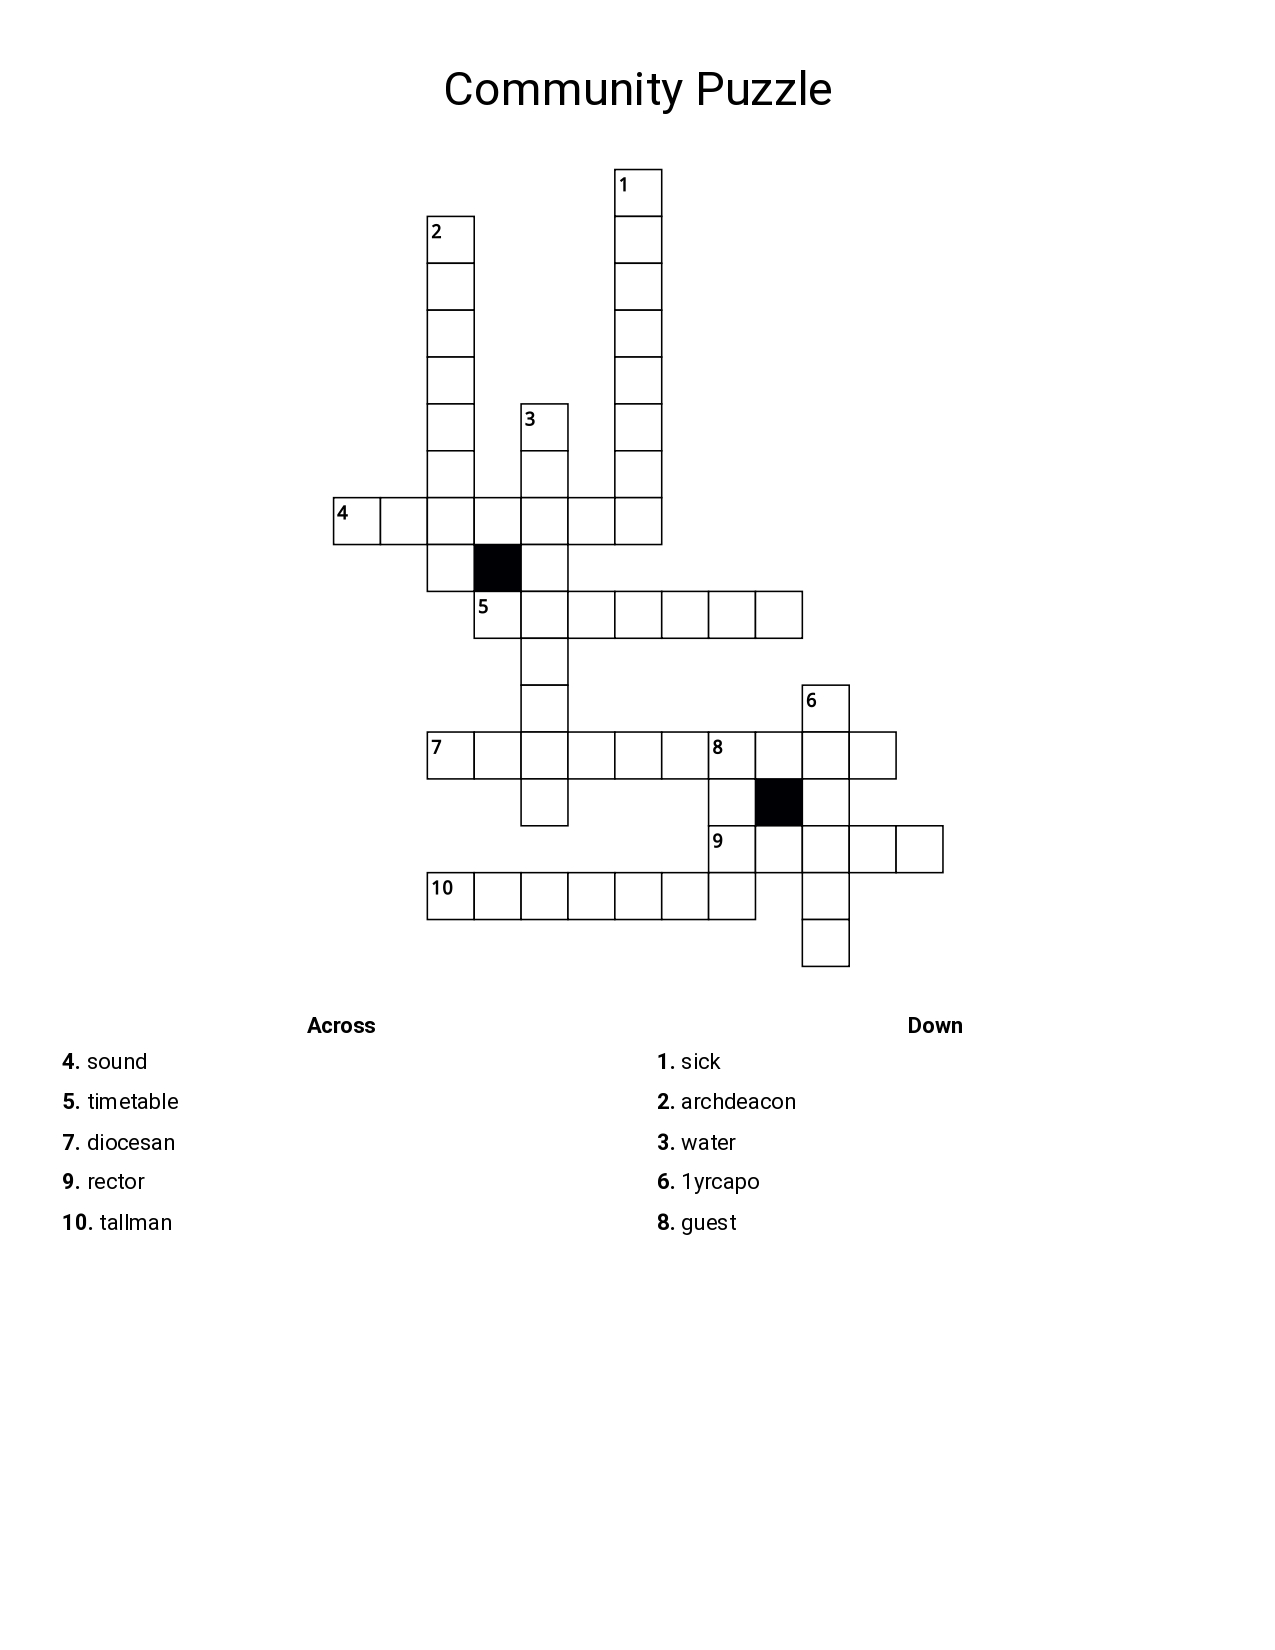 Community Puzzle
1
2
3
4
5
6
7
8
9
10
Across
4. sound
5. timetable
7. diocesan
9. rector
10. tallman
Down
1. sick
2. archdeacon
3. water
6. 1yrcapo
8. guest